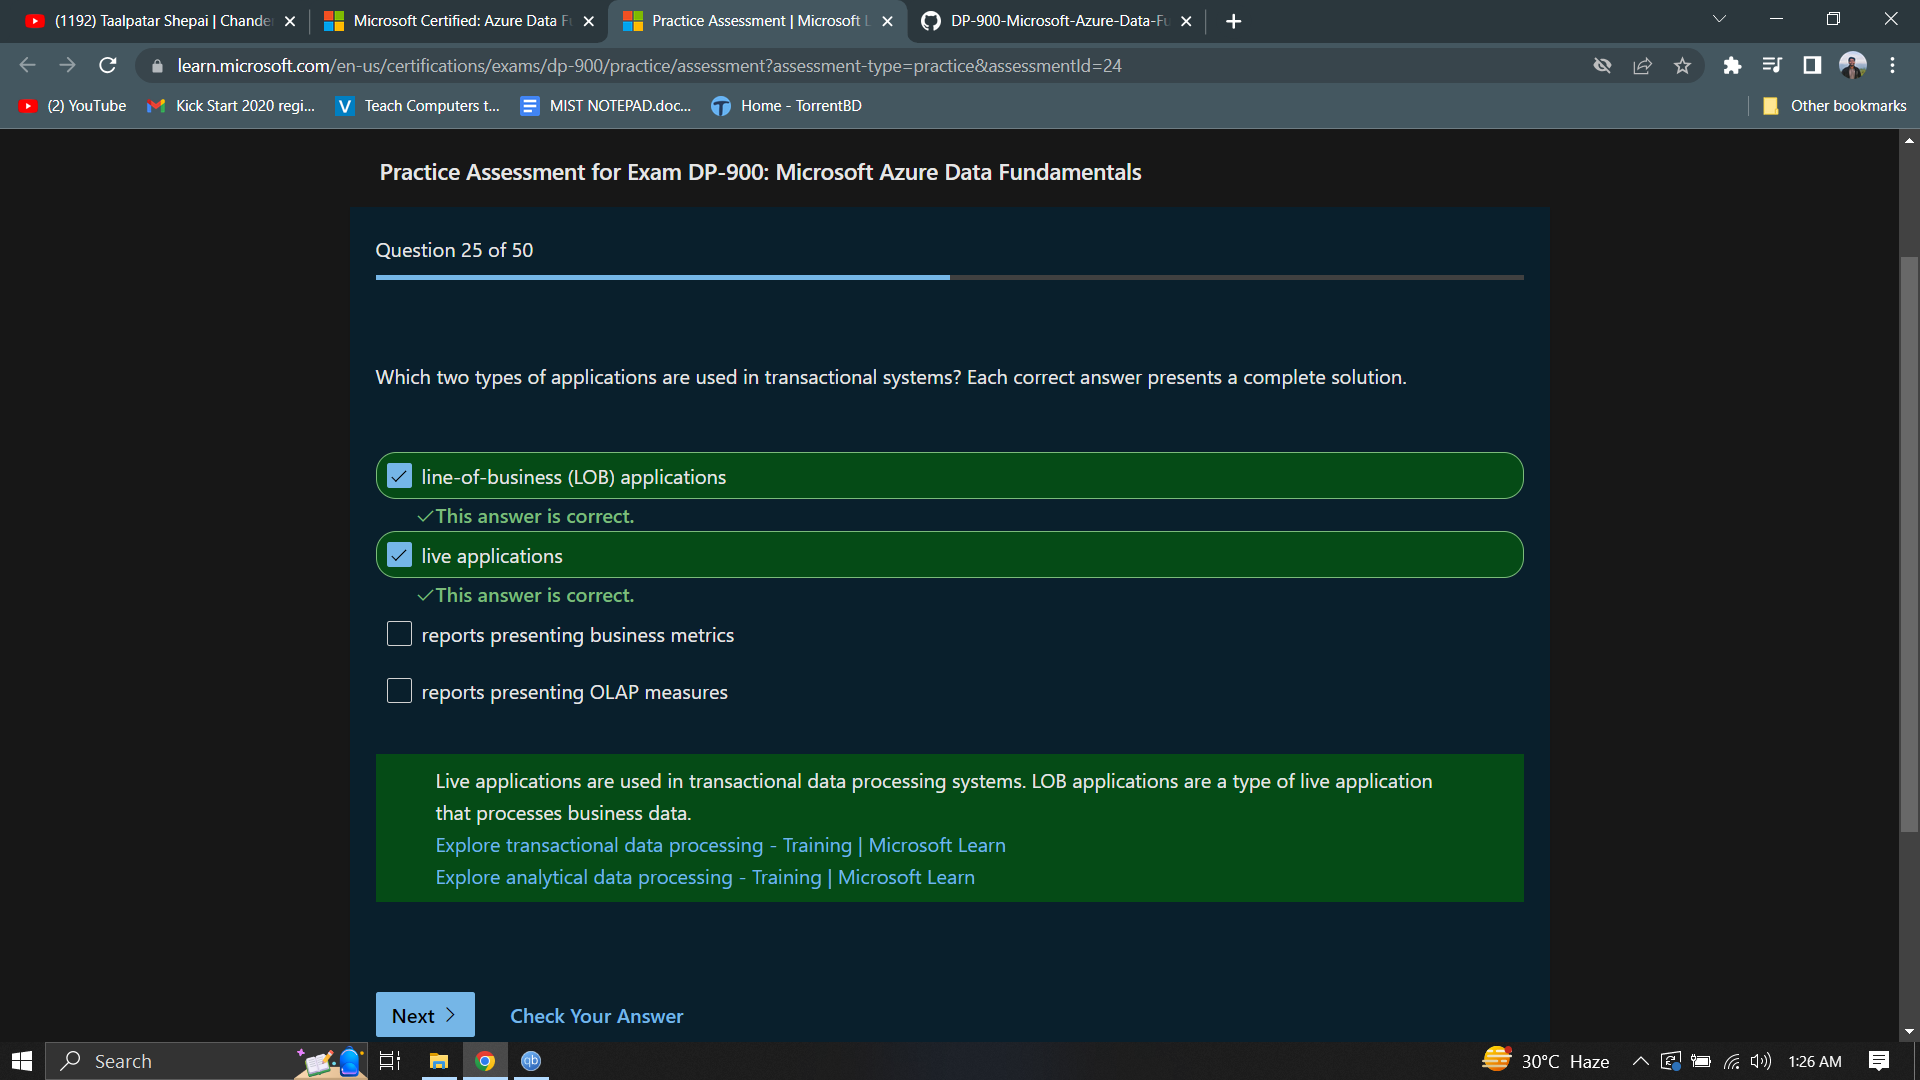 (1192) Taalpatar Shepai | Chande
Microsoft Certified: Azure Data F
Practice Assessment | Microsoft L
DP-900-Microsoft-Azure-Data-Fu
learn.microsoft.com/en-us/certifications/exams/dp-900/practice/assessment?assessment-type=practice&assessmentId=24
(2) YouTube
Kick Start 2020 regi...
Teach Computers t...
MIST NOTEPAD.doc...
Home - TorrentBD
Other bookmarks
Practice Assessment for Exam DP-900: Microsoft Azure Data Fundamentals
Question 25 of 50
Which two types of applications are used in transactional systems? Each correct answer presents a complete solution.
line-of-business (LOB) applications
✓This answer is correct.
live applications
✓This answer is correct.
reports presenting business metrics
reports presenting OLAP measures
Live applications are used in transactional data processing systems. LOB applications are a type of live application
that processes business data.
Explore transactional data processing - Training | Microsoft Learn
Explore analytical data processing - Training | Microsoft Learn
Next
Check Your Answer
Search
qb
30°C Haze
1:26 AM